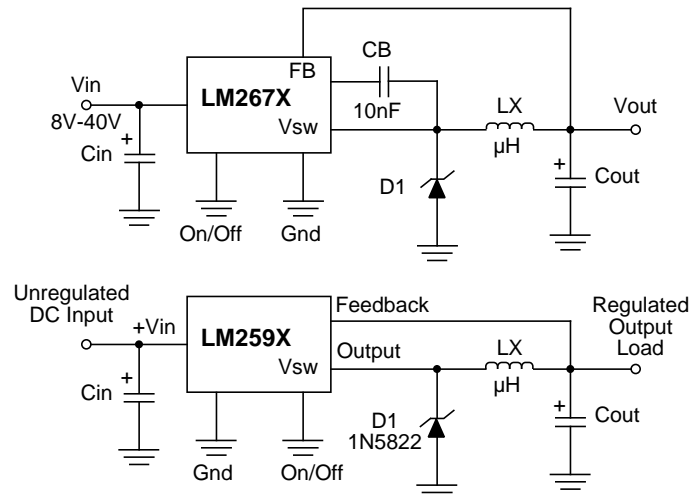 CB
FB
Vin
LM267X
10nF
LX
Vout
8V-40V
Vsw
+
Cin
µH
+
D1
Cout
On/Off
Gnd
Unregulated
DC Input
+Vin
Feedback
Regulated
Output
Load
LM259X
Output
LX
Vsw
+
Cin
µH
+
D1
1N5822
Cout
Gnd
On/Off